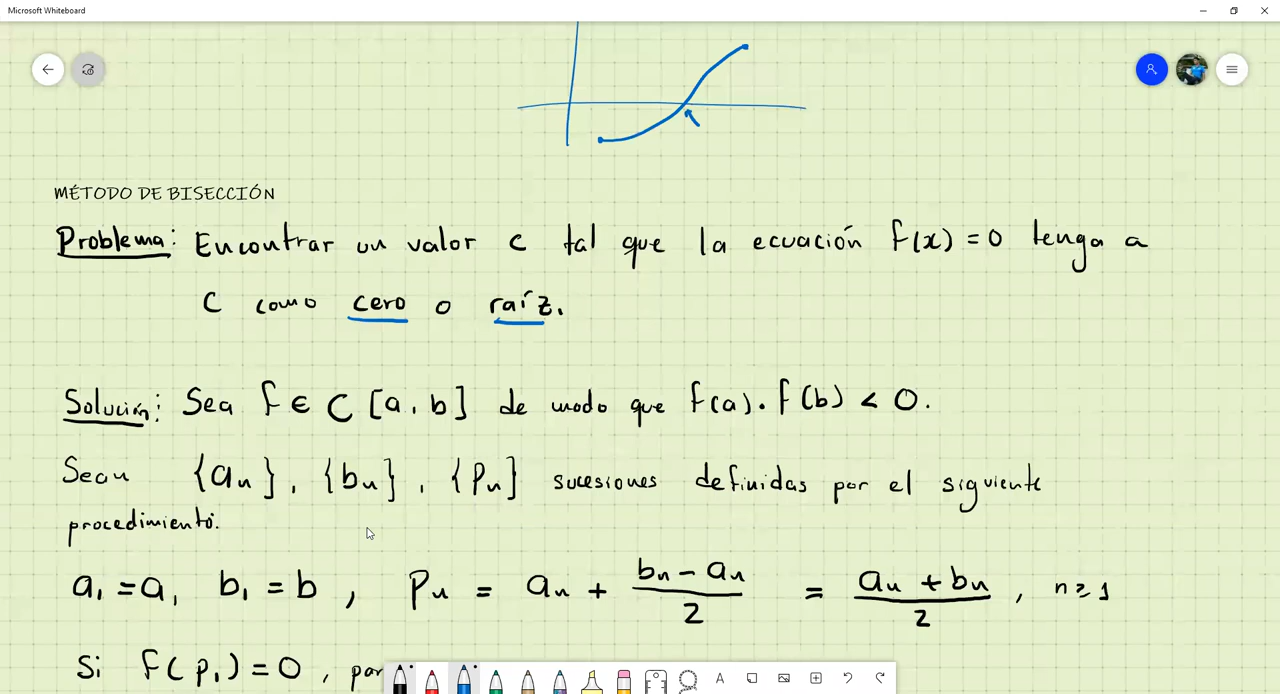 Microsoft Whiteboard
MÉTODO DE BISECCIÓN
Problema: Encontrar un valor c tal que la ecuación f(x) = 0 tenga a
C como cero o raíz.
Solución: Sea f ∈ C [a, b] de modo que f(a). f(b) < 0.
Sean {an}, {bn}, {Pn} sucesiones definidas por el siguiente
procedimiento.
a1 = a, b1 = b, Pn = an + (bn - an)/2 = (an + bn)/2, n ≥ 1
Si f(p1) = 0, par